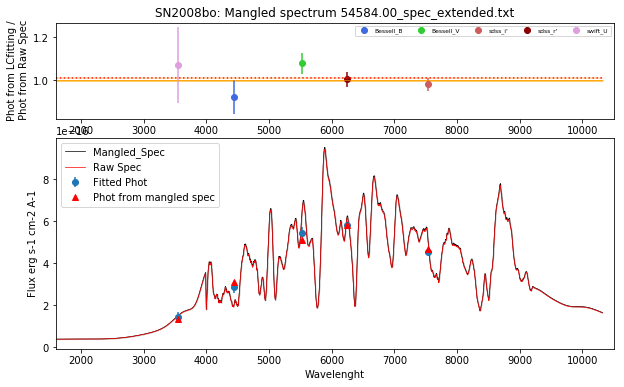 SN2008bo: Mangled spectrum 54584.00_spec_extended.txt
Phot from LCfitting /
Phot from Raw Spec
Bessell_B
Bessell_V
sdss_i'
sdss_r'
swift_U
1.2
1.0
2000 3000 4000 5000 6000 7000 8000 9000 10000
1e−16
Mangled_Spec
Raw Spec
Fitted Phot
Phot from mangled spec
Flux erg s-1 cm-2 A-1
8
6
4
2
0
2000 3000 4000 5000 6000 7000 8000 9000 10000
Wavelenght